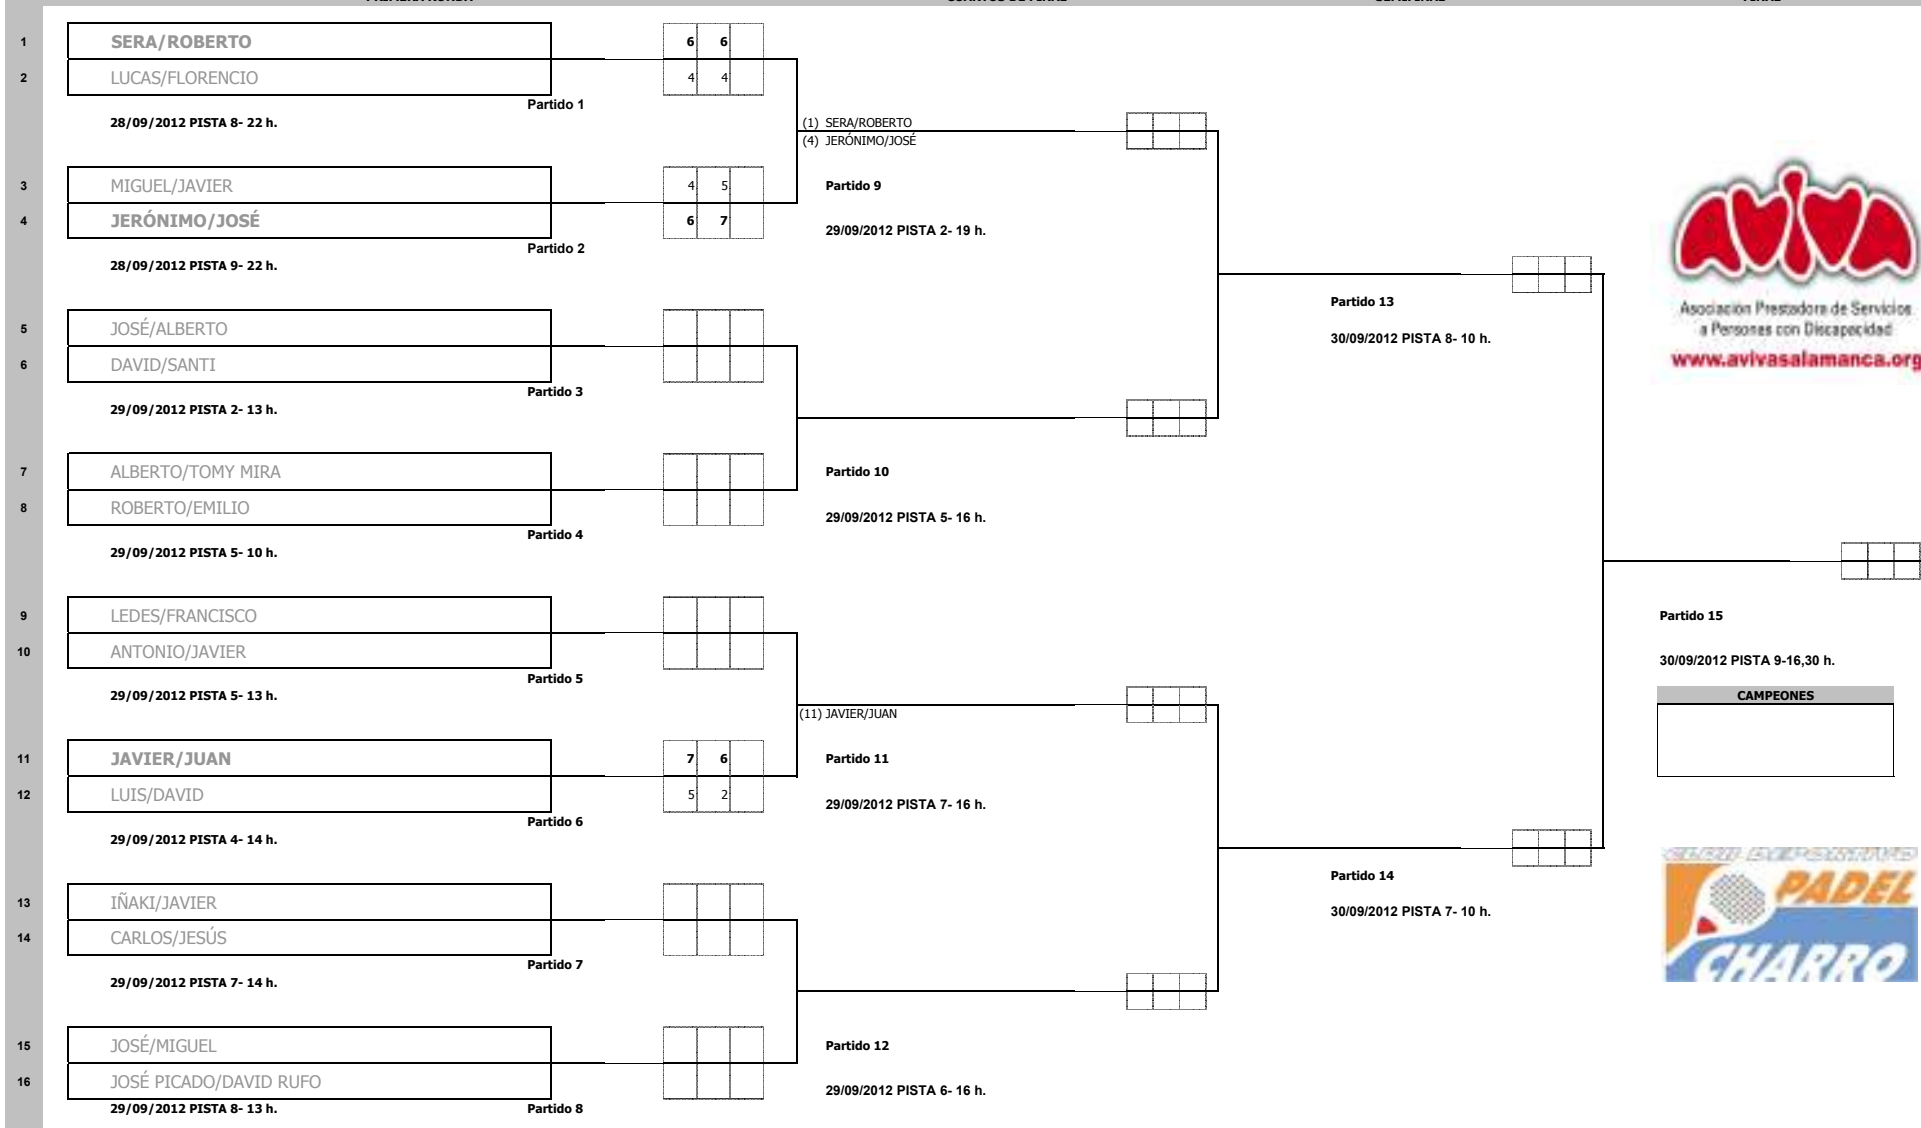 1 SERA/ROBERTO 6 6
2 LUCAS/FLORENCIO 4 4
Partido 1
28/09/2012 PISTA 8- 22 h.
(1) SERA/ROBERTO
(4) JERÓNIMO/JOSÉ
3 MIGUEL/JAVIER 4 5
Partido 9
4 JERÓNIMO/JOSÉ 6 7
29/09/2012 PISTA 2- 19 h.
Partido 2
28/09/2012 PISTA 9- 22 h.
Partido 13
30/09/2012 PISTA 8- 10 h.
aviva
Asociación Prestadora de Servicios
a Persones con Discapacidad
www.avivasalamanca.org
5 JOSÉ/ALBERTO
6 DAVID/SANTI
Partido 3
29/09/2012 PISTA 2- 13 h.
7 ALBERTO/TOMY MIRA
Partido 10
8 ROBERTO/EMILIO
29/09/2012 PISTA 5- 16 h.
Partido 4
29/09/2012 PISTA 5- 10 h.
9 LEDES/FRANCISCO
Partido 15
10 ANTONIO/JAVIER
30/09/2012 PISTA 9-16,30 h.
Partido 5
29/09/2012 PISTA 5- 13 h.
CAMPEONES
(11) JAVIER/JUAN
11 JAVIER/JUAN 7 6
Partido 11
12 LUIS/DAVID 5 2
29/09/2012 PISTA 7- 16 h.
Partido 6
29/09/2012 PISTA 4- 14 h.
Partido 14
30/09/2012 PISTA 7- 10 h.
CLUB DEPORTIVO
PADEL
CHARRO
13 IÑAKI/JAVIER
14 CARLOS/JESÚS
Partido 7
29/09/2012 PISTA 7- 14 h.
15 JOSÉ/MIGUEL
Partido 12
16 JOSÉ PICADO/DAVID RUFO
29/09/2012 PISTA 6- 16 h.
29/09/2012 PISTA 8- 13 h.
Partido 8